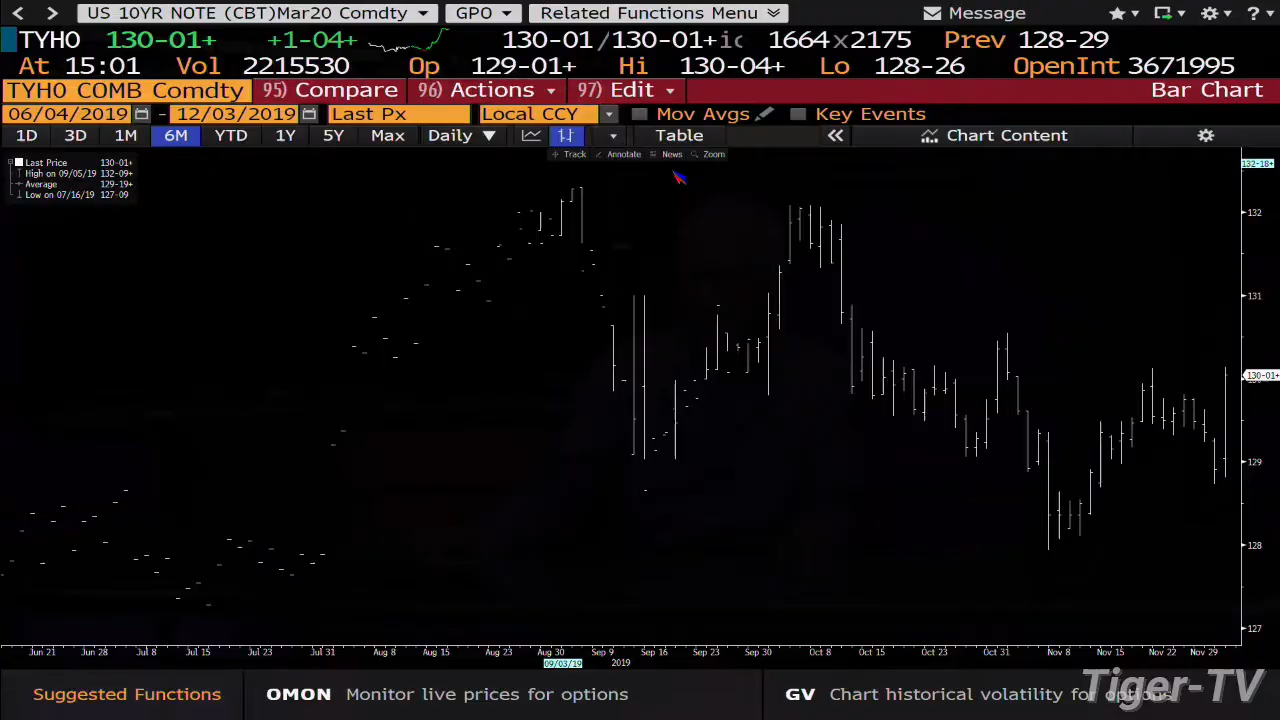 US 10YR NOTE (CBT)Mar20 Comdty GPO Related Functions Menu Message ?
TYH0 130-01+ +1-04+ 130-01/130-01+ic 1664x2175 Prev 128-29
At 15:01 Vol 2215530 Op 129-01+ Hi 130-04+ Lo 128-26 OpenInt 3671995
TYH0 COMB Comdty 95) Compare 96) Actions 97) Edit Bar Chart
06/04/2019 - 12/03/2019 Last Px Local CCY Mov Avgs Key Events
1D 3D 1M 6M YTD 1Y 5Y Max Daily Table Chart Content
Track Annotate News Zoom
Last Price 130-01+
High on 09/05/19 132-09+
Average 129-19+
Low on 07/16/19 127-09
132-18+
132
131
130-01+
129
128
127
Jun 21 Jun 28 Jul 8 Jul 15 Jul 23 Jul 31 Aug 8 Aug 15 Aug 23 Aug 30 Sep 9 Sep 16 Sep 23 Sep 30 Oct 8 Oct 15 Oct 23 Oct 31 Nov 8 Nov 15 Nov 22 Nov 29
09/03/19 2019
Suggested Functions OMON Monitor live prices for options GV Chart historical volatility for options
Tiger-TV